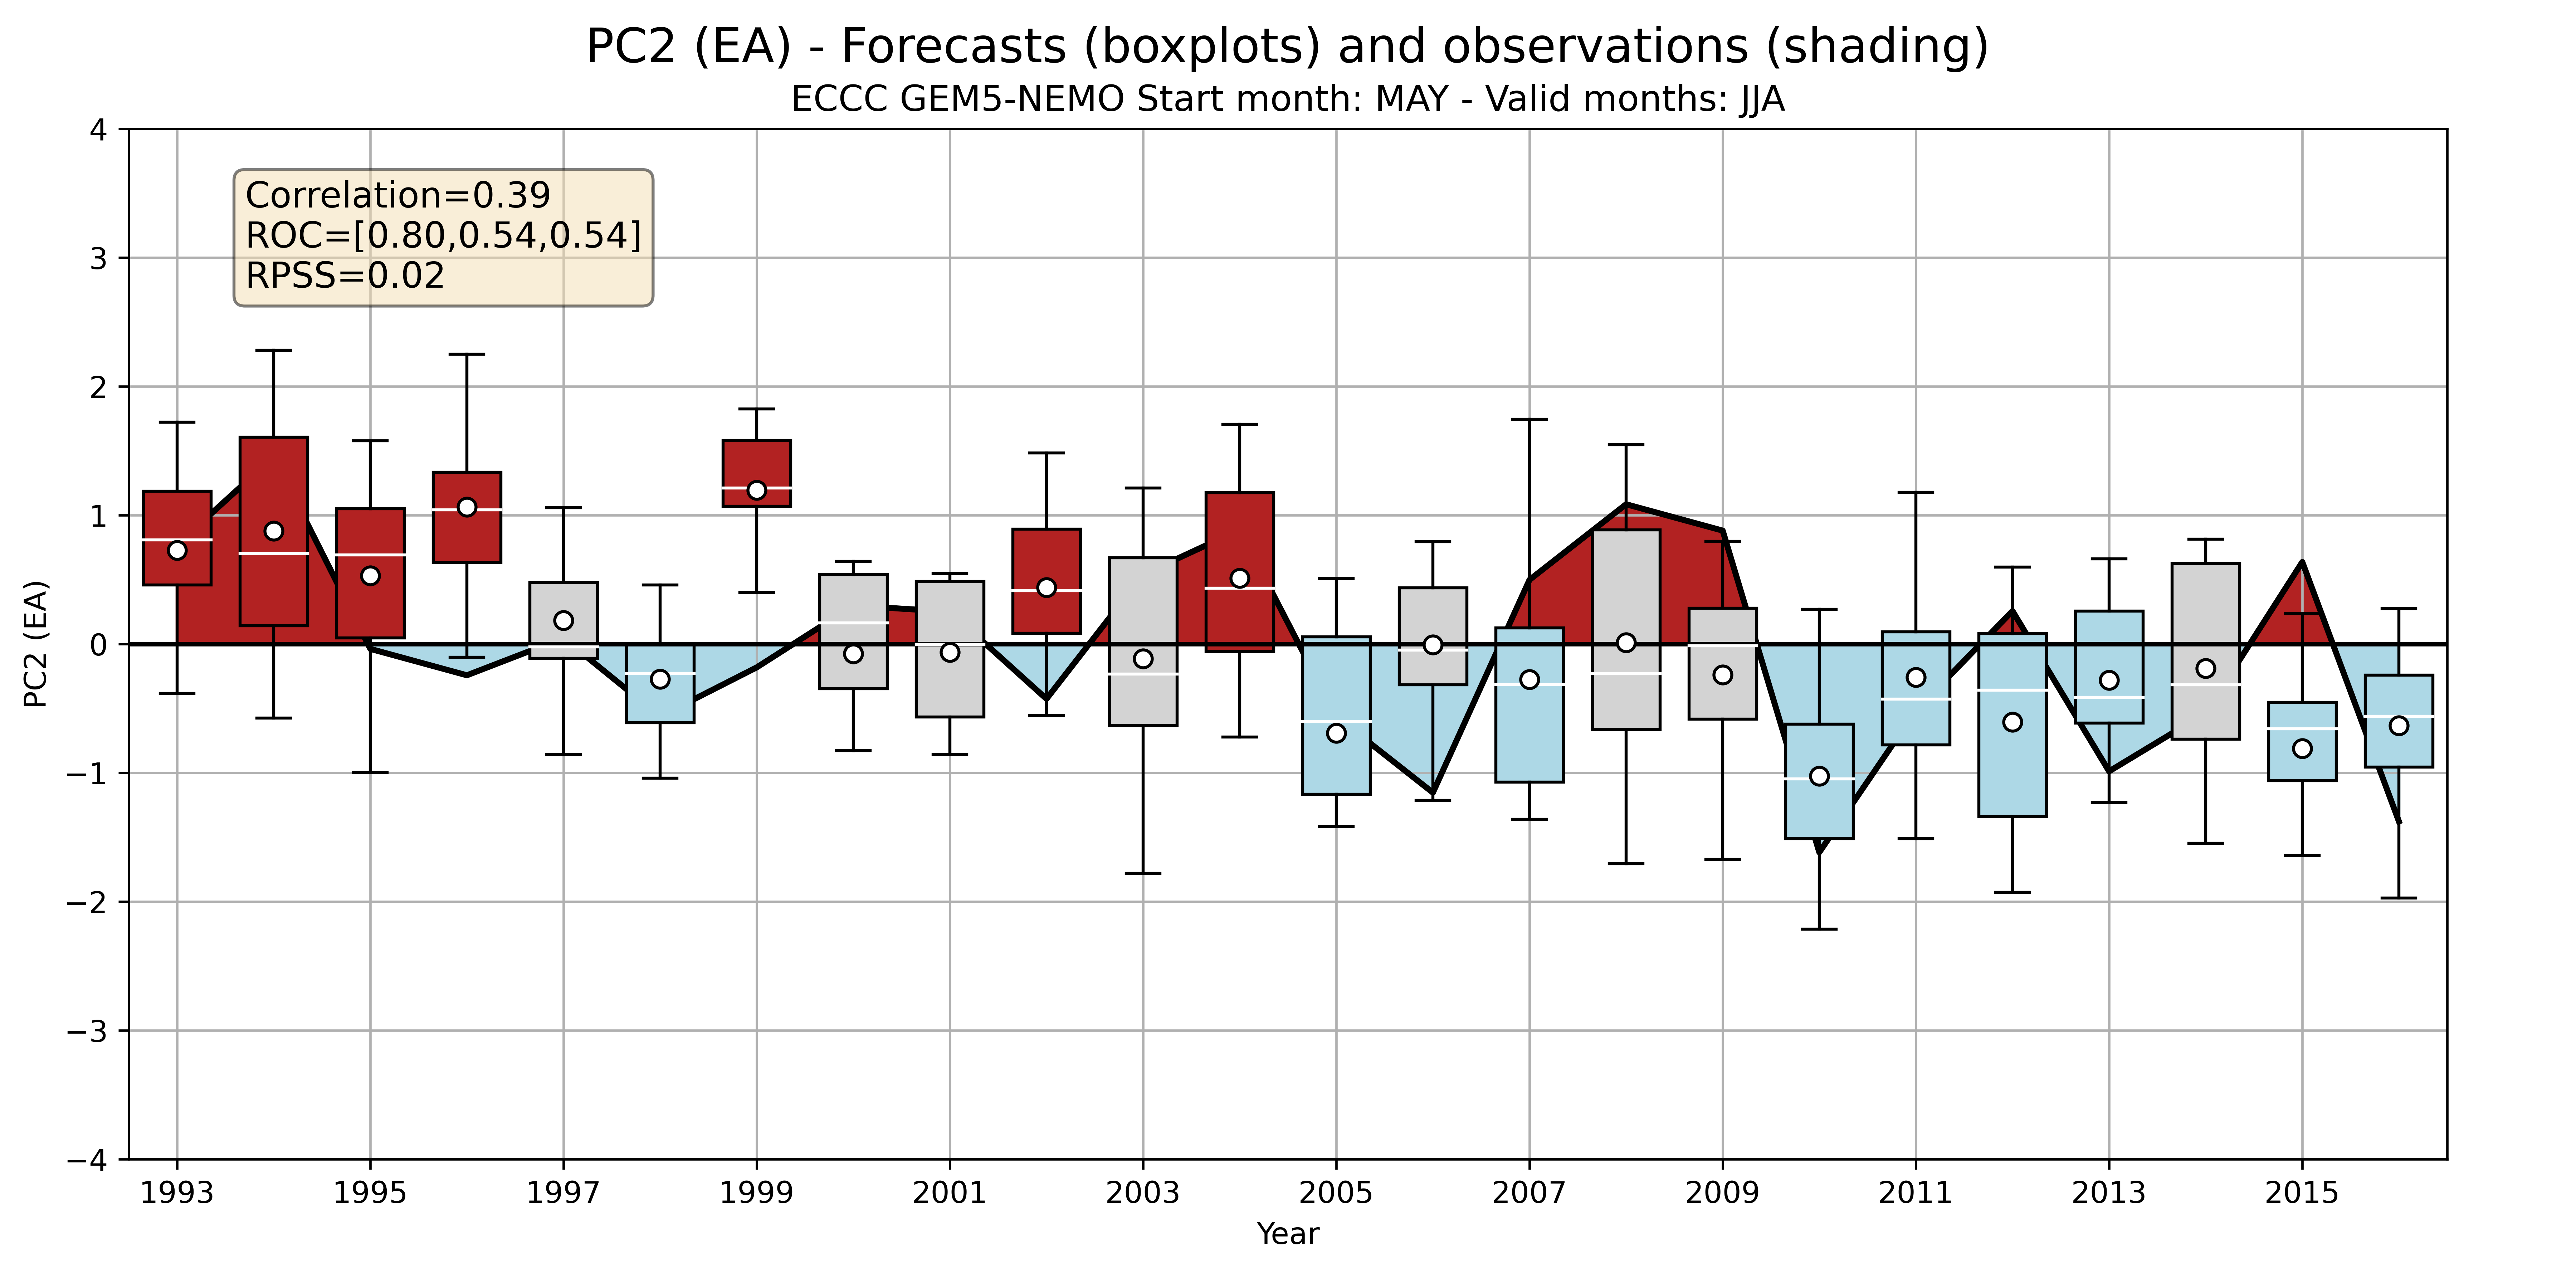 PC2 (EA) - Forecasts (boxplots) and observations (shading)
ECCC GEM5-NEMO Start month: MAY - Valid months: JJA
Correlation=0.39
ROC=[0.80,0.54,0.54]
RPSS=0.02
PC2 (EA)
4
3
2
1
0
−1
−2
−3
−4
1993 1995 1997 1999 2001 2003 2005 2007 2009 2011 2013 2015
Year